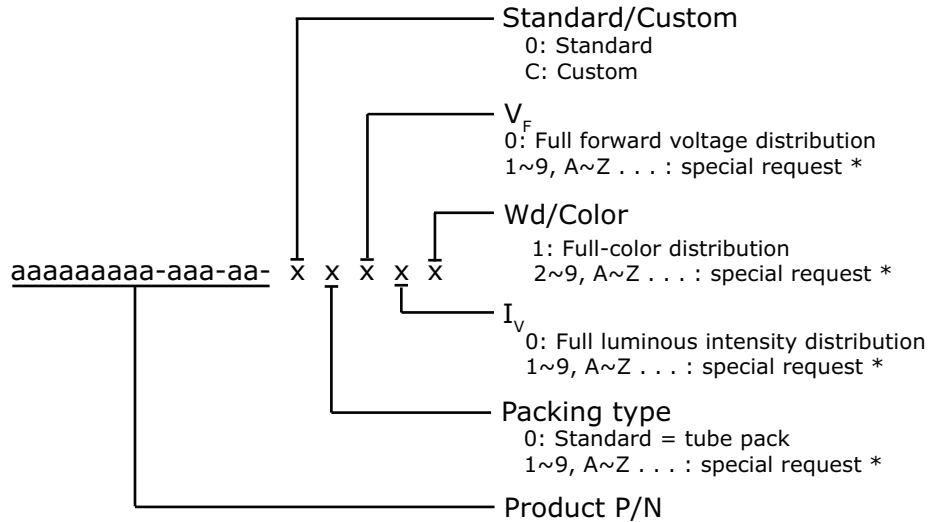 Standard/Custom
0: Standard
C: Custom
VF
0: Full forward voltage distribution
1~9, A~Z . . . : special request *
Wd/Color
1: Full-color distribution
2~9, A~Z . . . : special request *
aaaaaaaaa-aaa-aa- x x x x x
IV
0: Full luminous intensity distribution
1~9, A~Z . . . : special request *
Packing type
0: Standard = tube pack
1~9, A~Z . . . : special request *
Product P/N